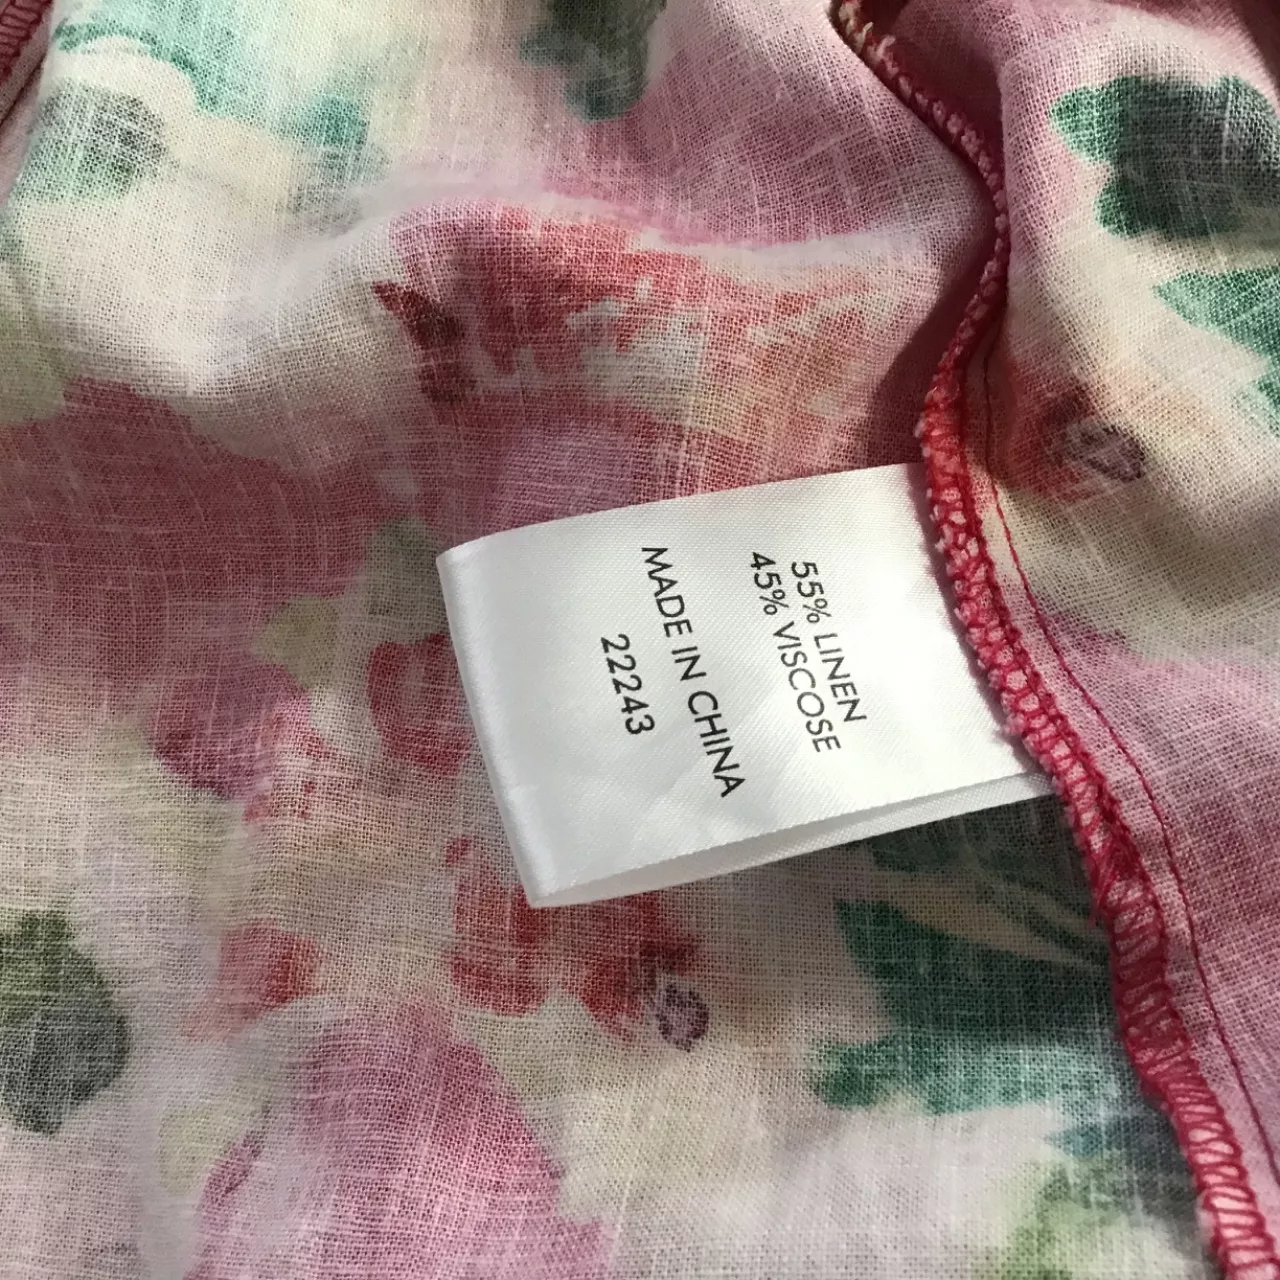 55% LINEN
45% VISCOSE
MADE IN CHINA
22243